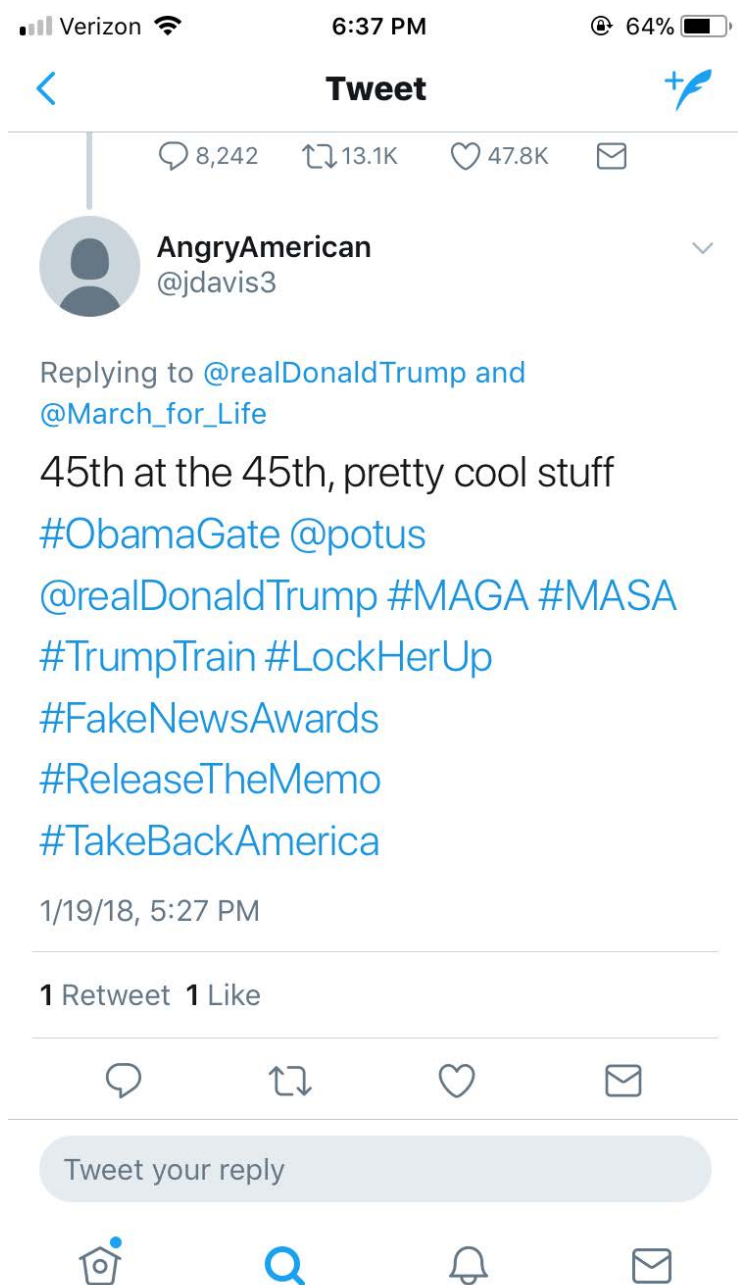 Verizon 6:37 PM 64%
Tweet
8,242 13.1K 47.8K
AngryAmerican
@jdavis3
Replying to @realDonaldTrump and
@March_for_Life
45th at the 45th, pretty cool stuff
#ObamaGate @potus
@realDonaldTrump #MAGA #MASA
#TrumpTrain #LockHerUp
#FakeNewsAwards
#ReleaseTheMemo
#TakeBackAmerica
1/19/18, 5:27 PM
1 Retweet 1 Like
Tweet your reply